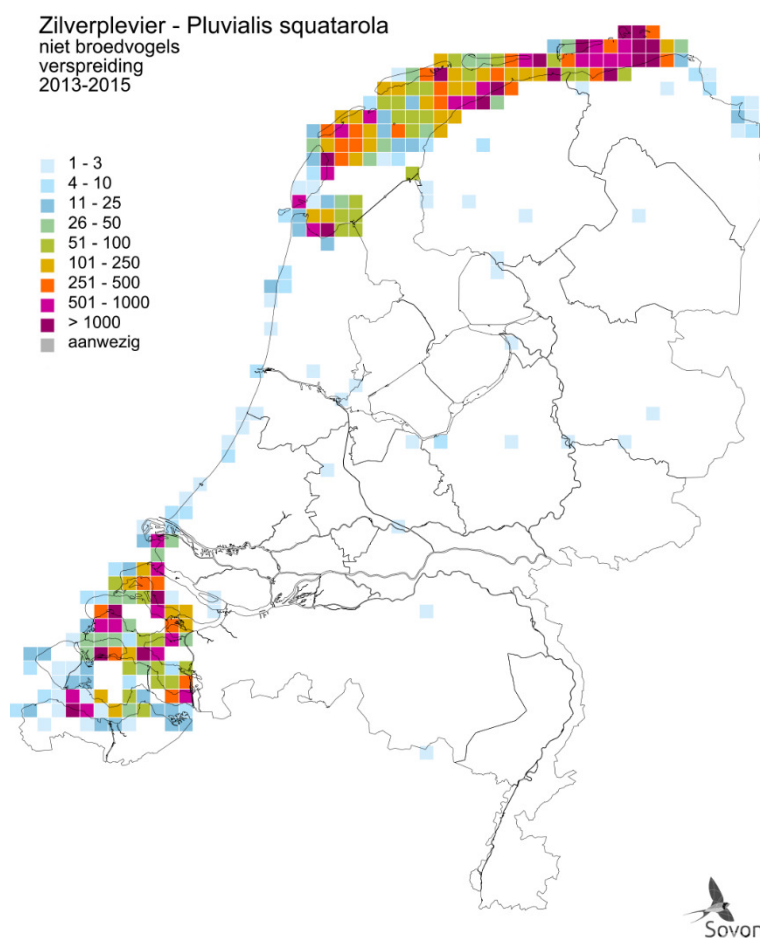 Zilverplevier - Pluvialis squatarola
niet broedvogels
verspreiding
2013-2015
1 - 3
4 - 10
11 - 25
26 - 50
51 - 100
101 - 250
251 - 500
501 - 1000
> 1000
aanwezig
Sovon